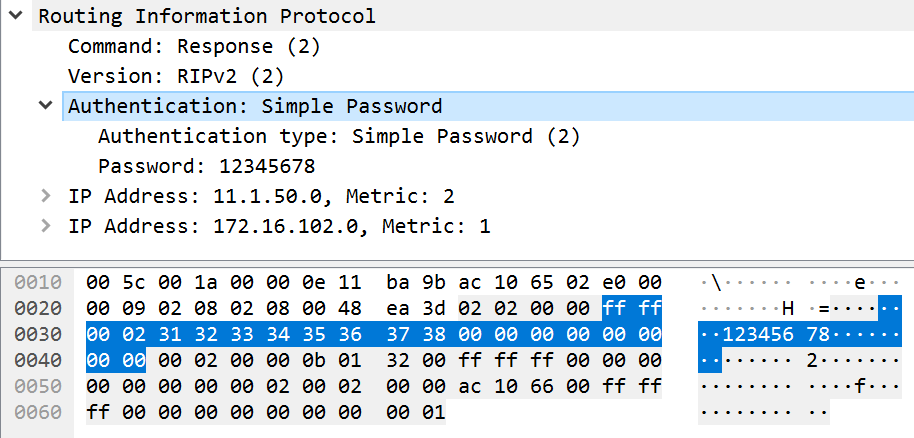 Routing Information Protocol
Command: Response (2)
Version: RIPv2 (2)
Authentication: Simple Password
Authentication type: Simple Password (2)
Password: 12345678
IP Address: 11.1.50.0, Metric: 2
IP Address: 172.16.102.0, Metric: 1
0010 00 5c 00 1a 00 00 0e 11 ba 9b ac 10 65 02 e0 00 ·\······ ····e···
0020 00 09 02 08 02 08 00 48 ea 3d 02 02 00 00 ff ff ·······H ·=······
0030 00 02 31 32 33 34 35 36 37 38 00 00 00 00 00 00 ··123456 78······
0040 00 00 00 02 00 00 0b 01 32 00 ff ff ff 00 00 00 ········ 2·······
0050 00 00 00 00 00 02 00 02 00 00 ac 10 66 00 ff ff ········ ····f···
0060 ff 00 00 00 00 00 00 00 00 01 ········ ··